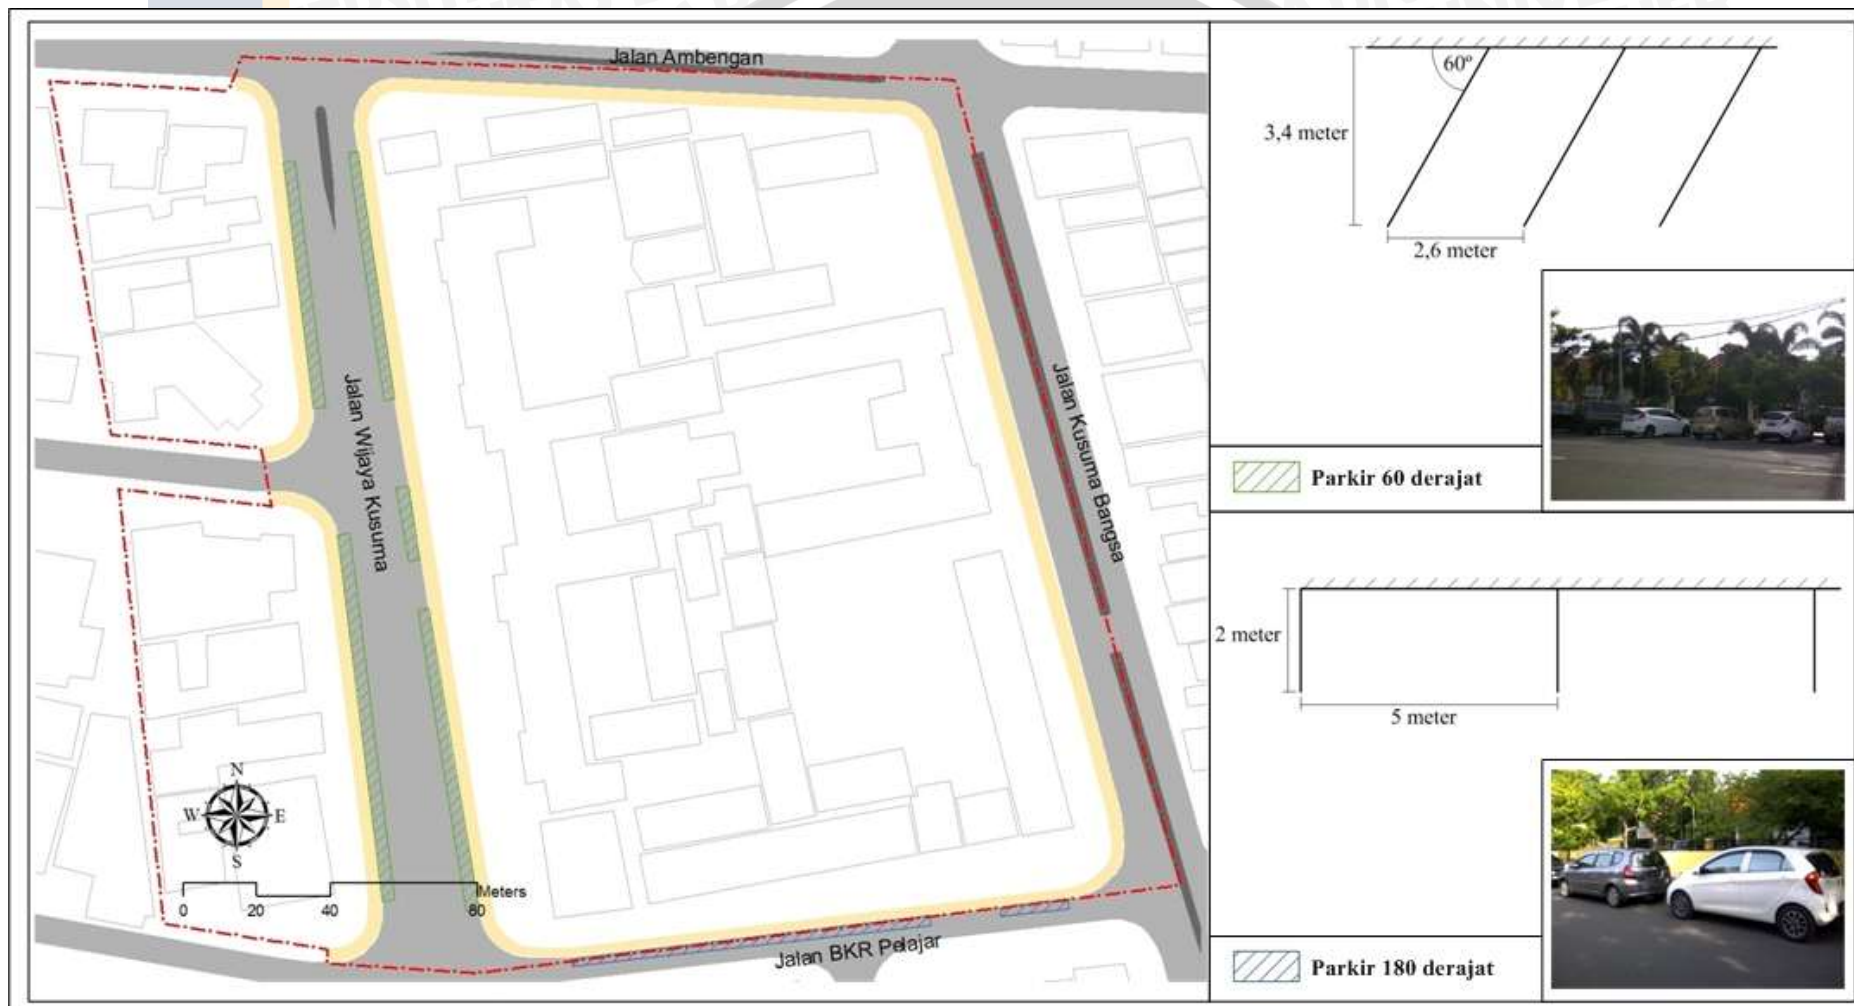 Jalan Ambengan
Jalan Wijaya Kusuma
Jalan Kusuma Bangsa
Jalan BKR Pelajar
N
W
E
S
Meters
0
20
40
80
60º
3,4 meter
2,6 meter
Parkir 60 derajat
2 meter
5 meter
Parkir 180 derajat